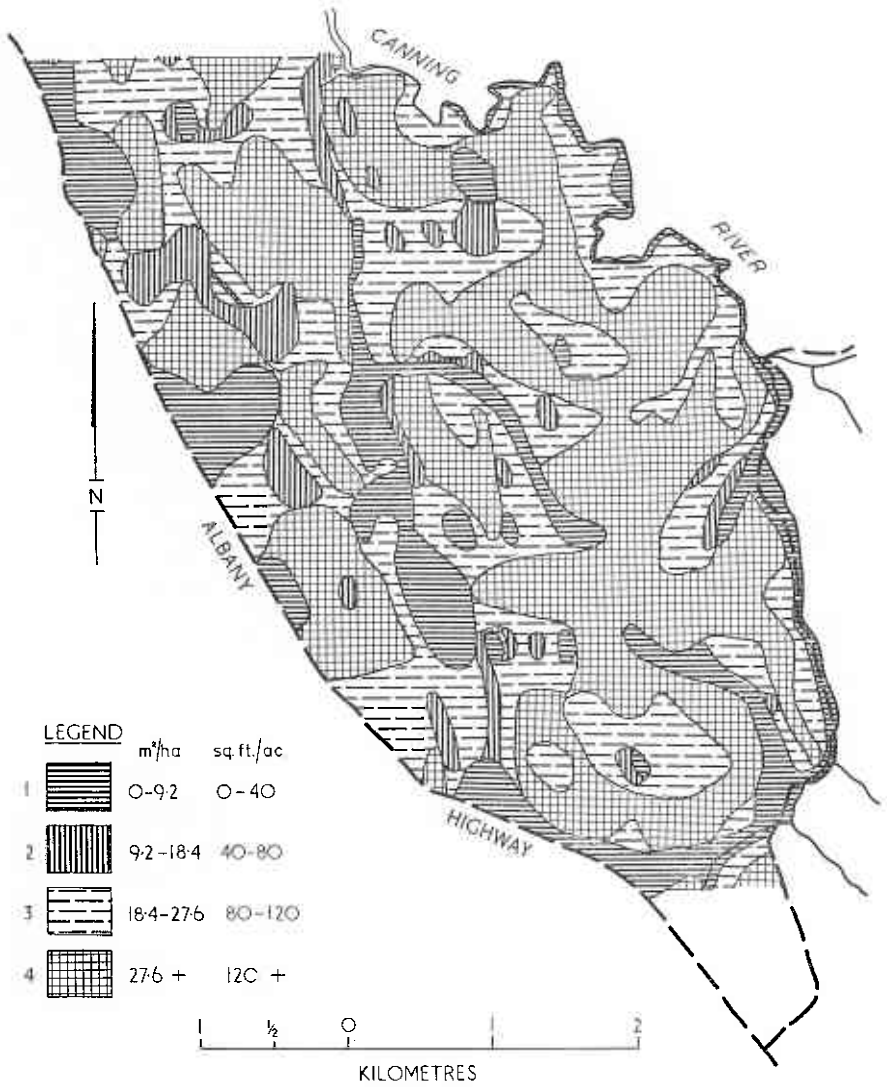 CANNING
RIVER
N
ALBANY
HIGHWAY
LEGEND
m²/ha sq.ft./ac
1 0-9·2 0-40
2 9·2-18·4 40-80
3 18·4-27·6 80-120
4 27·6 + 120 +
1 ½ 0 1 2
KILOMETRES